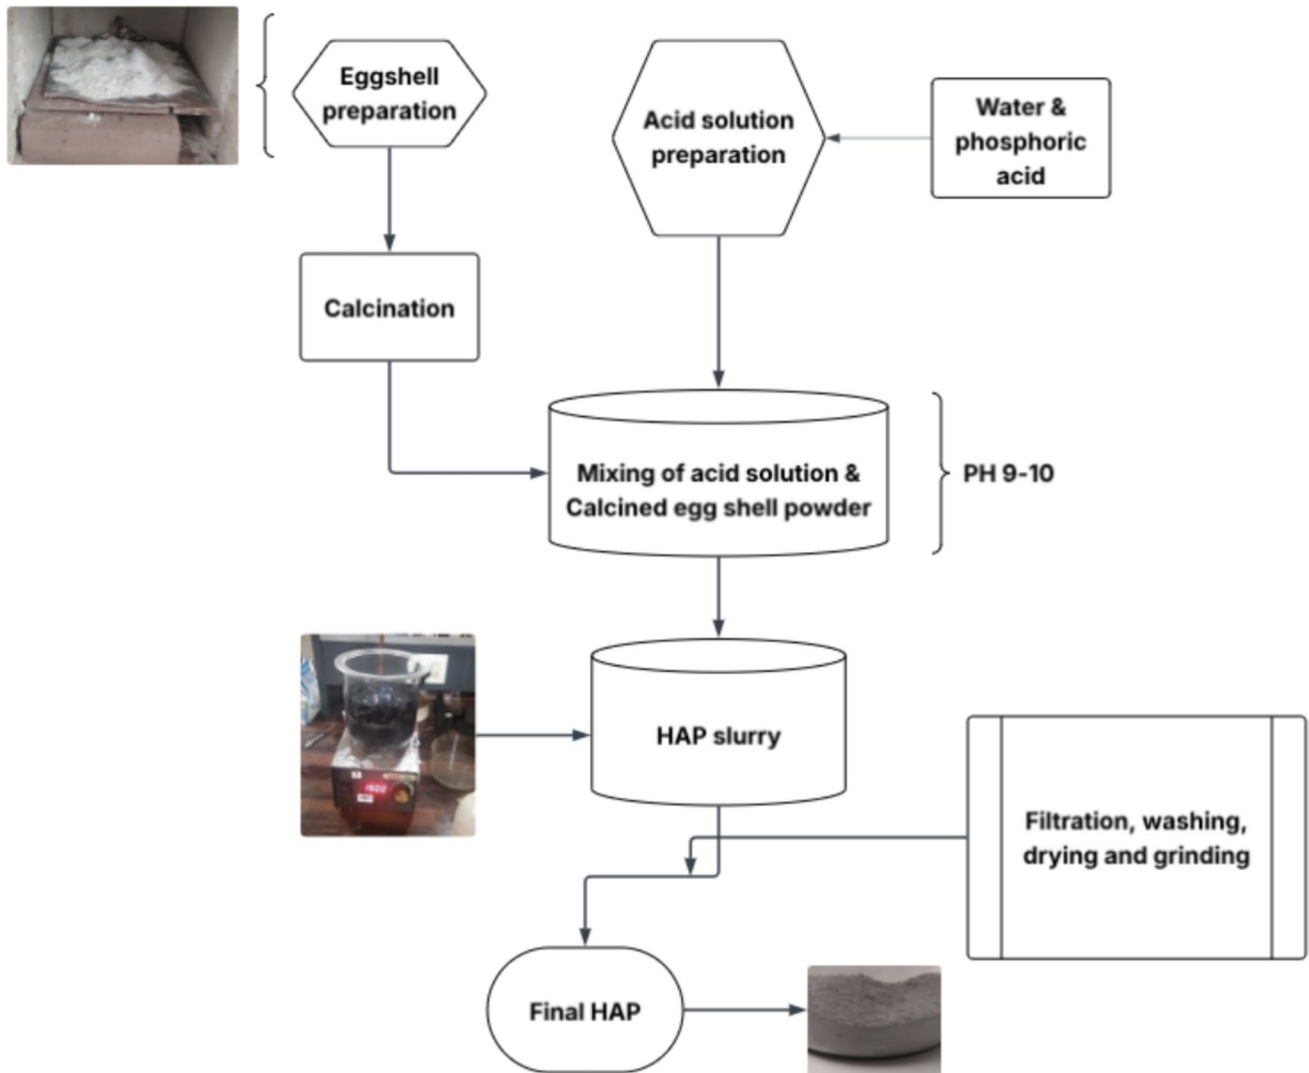 Eggshell
preparation
Acid solution
preparation
Water &
phosphoric
acid
Calcination
Mixing of acid solution &
Calcined egg shell powder
PH 9-10
HAP slurry
Filtration, washing,
drying and grinding
Final HAP